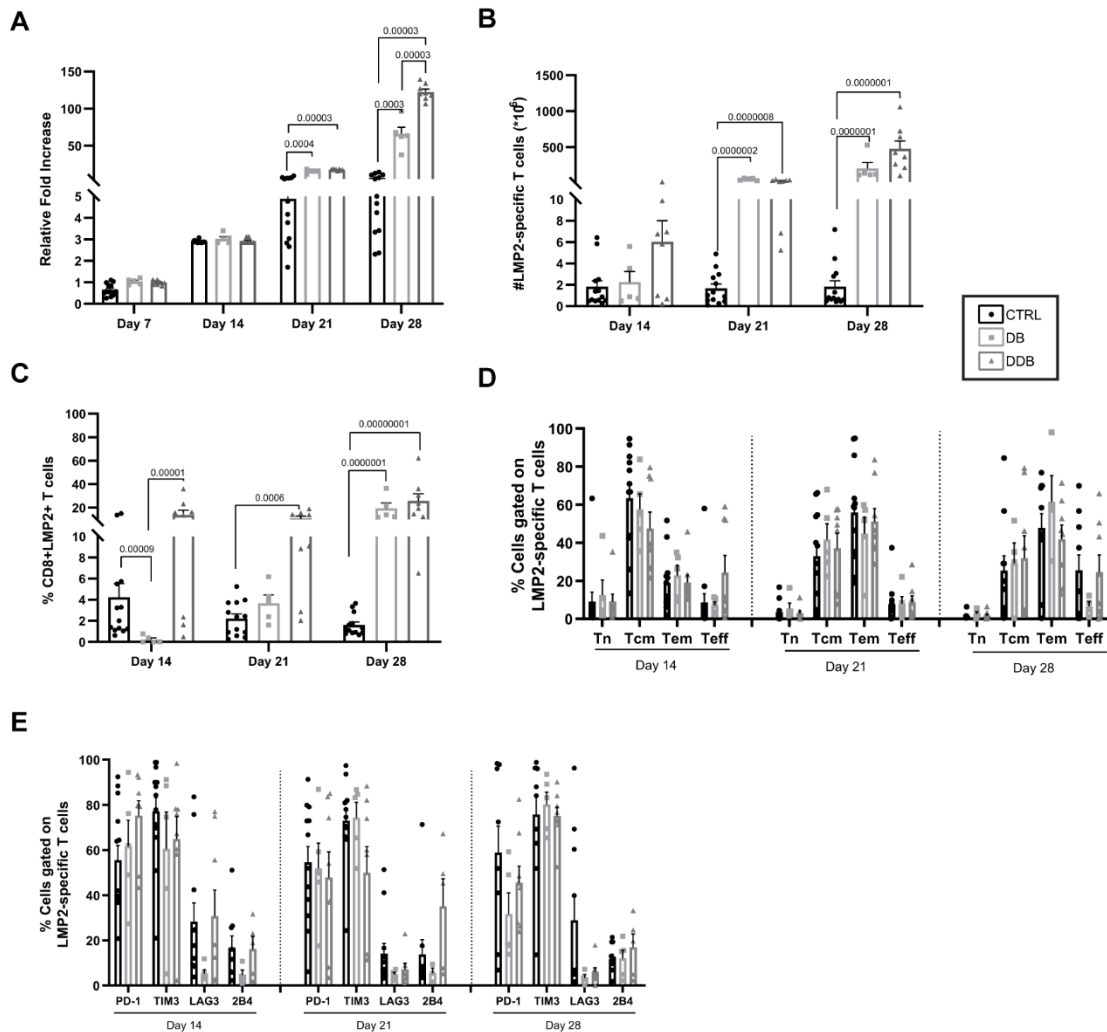 A
Relative Fold Increase
150
100
50
5
4
3
2
1
0
0.0004
0.00003
0.00003
0.00003
0.0003
Day 7 Day 14 Day 21 Day 28
B
#LMP2-specific T cells (*10⁶)
1500
1000
500
10
8
6
4
2
0
0.0000008
0.0000002
0.0000001
0.0000001
Day 14 Day 21 Day 28
CTRL
DB
DDB
C
% CD8+LMP2+ T cells
100
80
60
40
20
10
8
6
4
2
0
0.00009
0.00001
0.0006
0.00000001
0.0000001
Day 14 Day 21 Day 28
D
% Cells gated on
LMP2-specific T cells
100
80
60
40
20
0
Tn Tcm Tem Teff Tn Tcm Tem Teff Tn Tcm Tem Teff
Day 14 Day 21 Day 28
E
% Cells gated on
LMP2-specific T cells
100
80
60
40
20
0
PD-1 TIM3 LAG3 2B4 PD-1 TIM3 LAG3 2B4 PD-1 TIM3 LAG3 2B4
Day 14 Day 21 Day 28